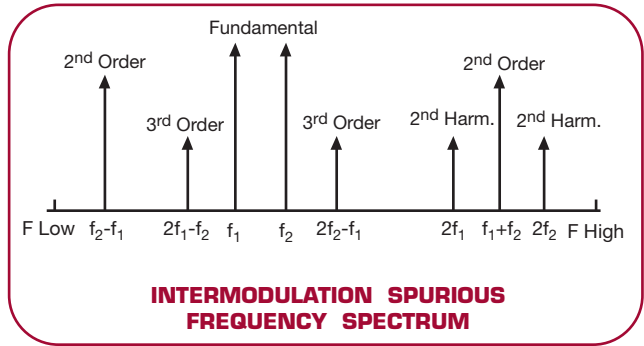 Fundamental
2nd Order
2nd Order
3rd Order
3rd Order
2nd Harm.
2nd Harm.
F Low f2-f1 2f1-f2 f1 f2 2f2-f1 2f1 f1+f2 2f2 F High
INTERMODULATION SPURIOUS
FREQUENCY SPECTRUM